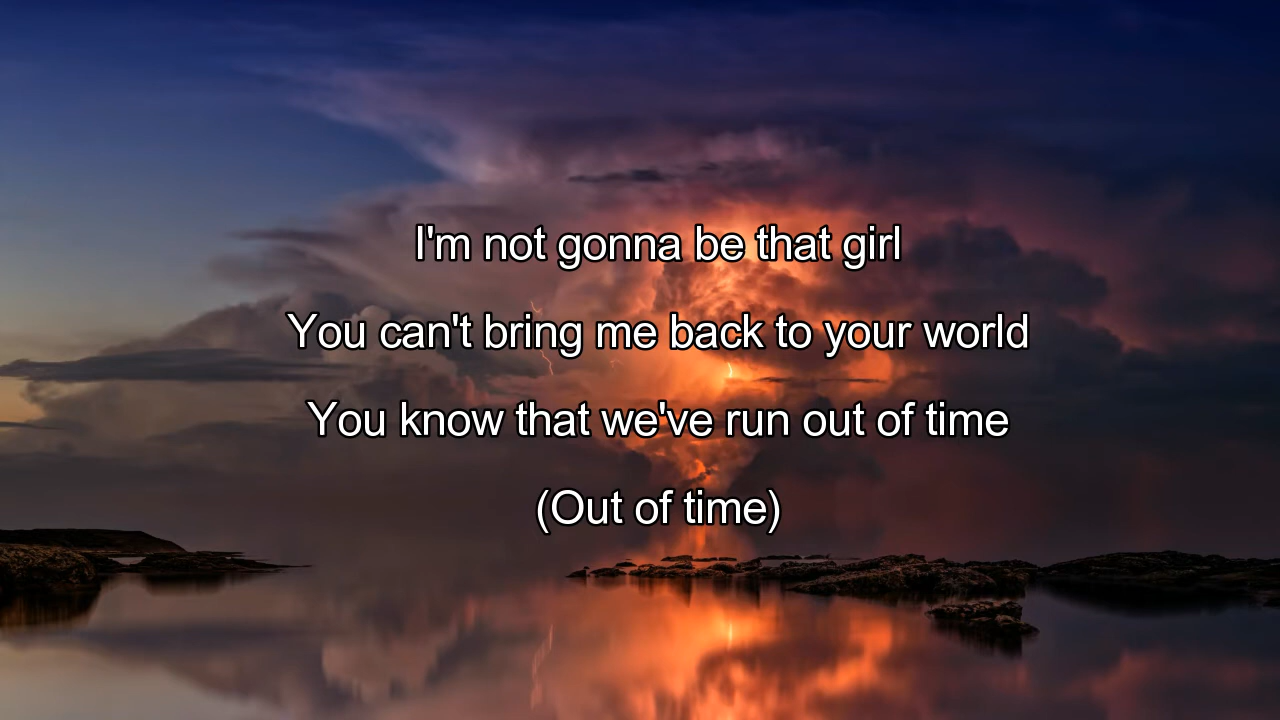 I'm not gonna be that girl
You can't bring me back to your world
You know that we've run out of time
(Out of time)